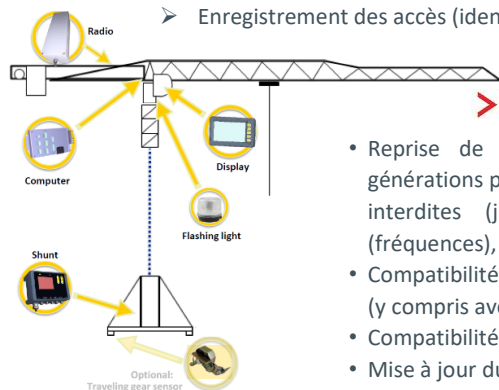 ➢ Enregistrement des accès (iden
Radio
Computer
Display
Flashing light
Shunt
Optional:
Traveling gear sensor
• Reprise de
générations p
interdites (j
(fréquences),
• Compatibilité
(y compris ave
• Compatibilité
• Mise à jour du